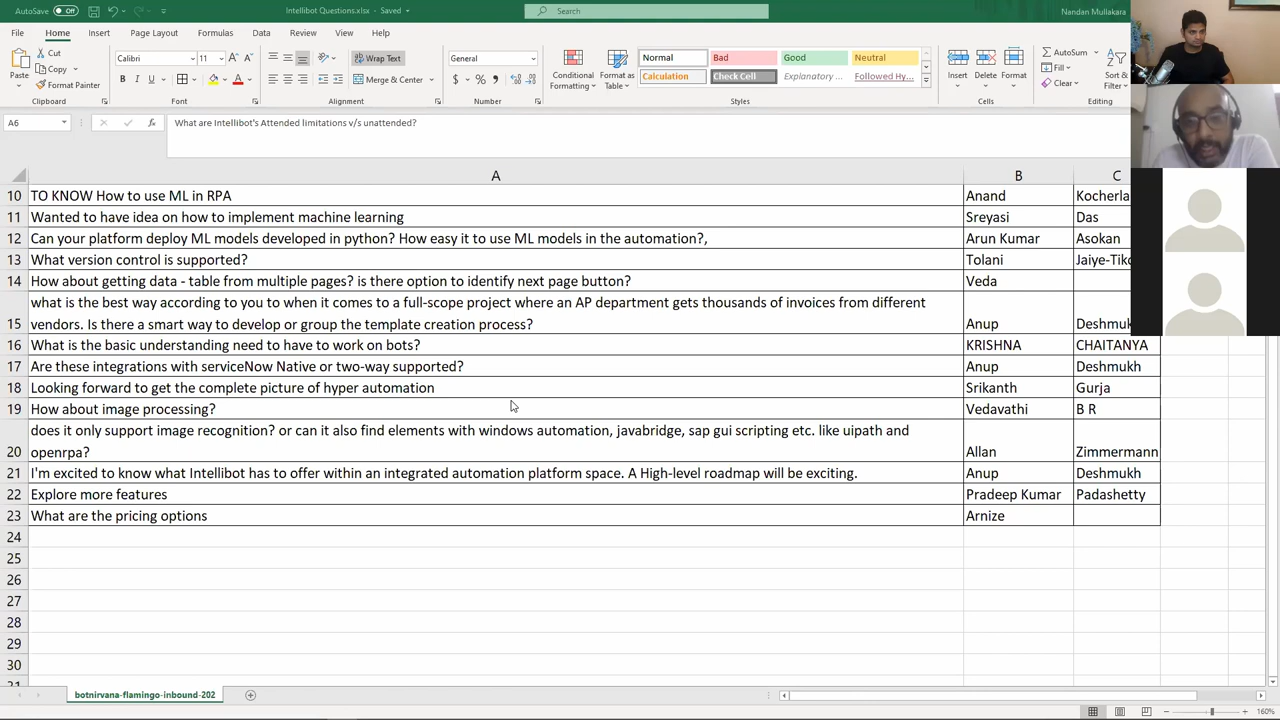 AutoSave Off Intellibot Questions.xlsx - Saved Search Nandan Mullakara
File Home Insert Page Layout Formulas Data Review View Help
Paste Cut Copy Format Painter Clipboard
Calibri 11 B I U Font
Wrap Text Merge & Center Alignment
General $ % Number
Conditional Formatting Format as Table
Normal Bad Good Neutral
Calculation Check Cell Explanatory ... Followed Hy...
Styles
Insert Delete Format Cells
AutoSum Fill Clear Sort & Filter Editing
A6 fx What are Intellibot's Attended limitations v/s unattended?
A B C
10 TO KNOW How to use ML in RPA Anand Kocherla
11 Wanted to have idea on how to implement machine learning Sreyasi Das
12 Can your platform deploy ML models developed in python? How easy it to use ML models in the automation?, Arun Kumar Asokan
13 What version control is supported? Tolani Jaiye-Tiko
14 How about getting data - table from multiple pages? is there option to identify next page button? Veda
what is the best way according to you to when it comes to a full-scope project where an AP department gets thousands of invoices from different
15 vendors. Is there a smart way to develop or group the template creation process? Anup Deshmuk
16 What is the basic understanding need to have to work on bots? KRISHNA CHAITANYA
17 Are these integrations with serviceNow Native or two-way supported? Anup Deshmukh
18 Looking forward to get the complete picture of hyper automation Srikanth Gurja
19 How about image processing? Vedavathi B R
does it only support image recognition? or can it also find elements with windows automation, javabridge, sap gui scripting etc. like uipath and
20 openrpa? Allan Zimmermann
21 I'm excited to know what Intellibot has to offer within an integrated automation platform space. A High-level roadmap will be exciting. Anup Deshmukh
22 Explore more features Pradeep Kumar Padashetty
23 What are the pricing options Arnize
24
25
26
27
28
29
30
botnirvana-flamingo-inbound-202
160%